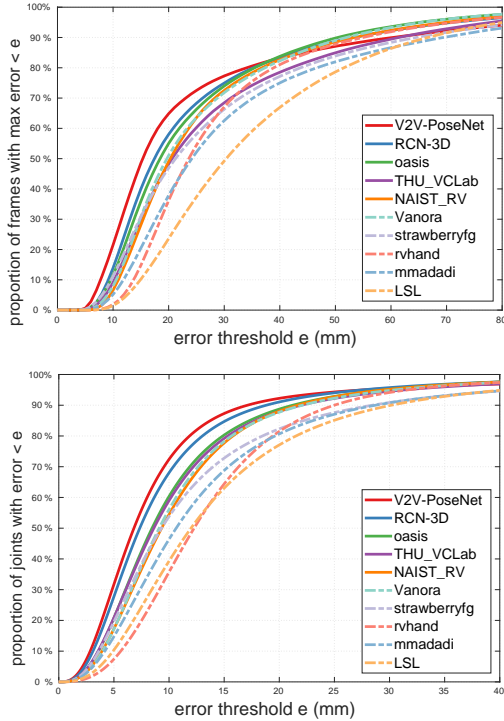 100 %
90 %
80 %
70 %
60 %
50 %
40 %
30 %
20 %
10 %
0 %
proportion of frames with max error < e
V2V-PoseNet
RCN-3D
oasis
THU_VCLab
NAIST_RV
Vanora
strawberryfg
rvhand
mmadadi
LSL
0 10 20 30 40 50 60 70 80
error threshold e (mm)
100%
90%
80%
70%
60%
50%
40%
30%
20%
10 %
0 %
proportion of joints with error < e
V2V-PoseNet
RCN-3D
oasis
THU_VCLab
NAIST_RV
Vanora
strawberryfg
rvhand
mmadadi
LSL
0 5 10 15 20 25 30 35 40
error threshold e (mm)